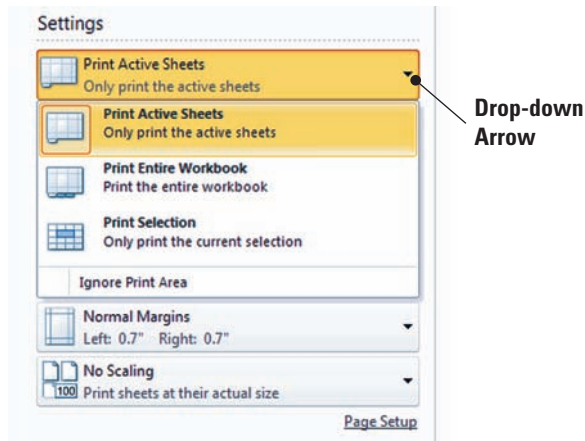 Settings
Print Active Sheets
Only print the active sheets
Drop-down
Arrow
Print Active Sheets
Only print the active sheets
Print Entire Workbook
Print the entire workbook
Print Selection
Only print the current selection
Ignore Print Area
Normal Margins
Left: 0.7" Right: 0.7"
No Scaling
100 Print sheets at their actual size
Page Setup